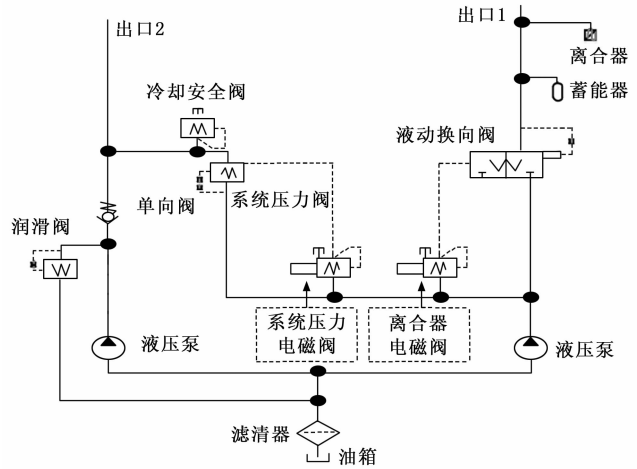 出口2
出口1
离合器
冷却安全阀
蓄能器
液动换向阀
单向阀
系统压力阀
润滑阀
系统压力
电磁阀
离合器
电磁阀
液压泵
液压泵
滤清器
油箱